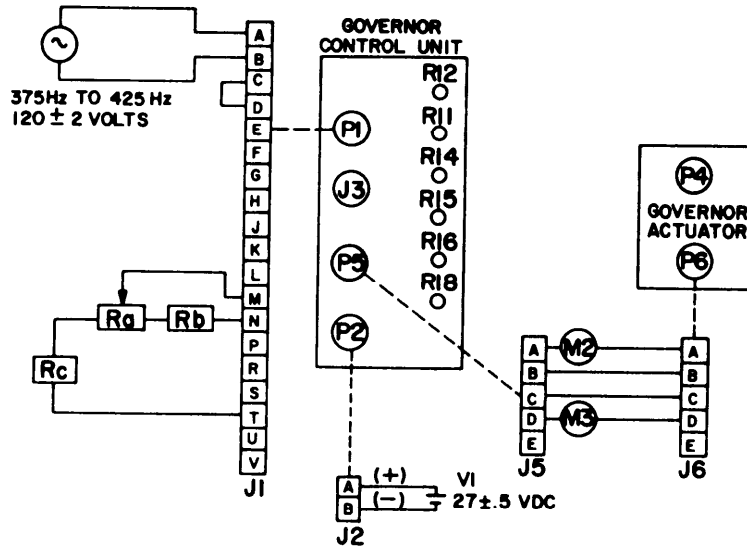 GOVERNOR
CONTROL UNIT
375Hz TO 425 Hz
120 ± 2 VOLTS
A
B
C
D
E
F
G
H
J
K
L
M
N
P
R
S
T
U
V
J1
Ra
Rb
Rc
P1
J3
P5
P2
R12
R11
R14
R15
R16
R18
P4
GOVERNOR
ACTUATOR
P6
A
B
C
D
E
J5
M2
M3
A
B
C
D
E
J6
A
B
J2
(+)
(-)
V1
27±.5 VDC